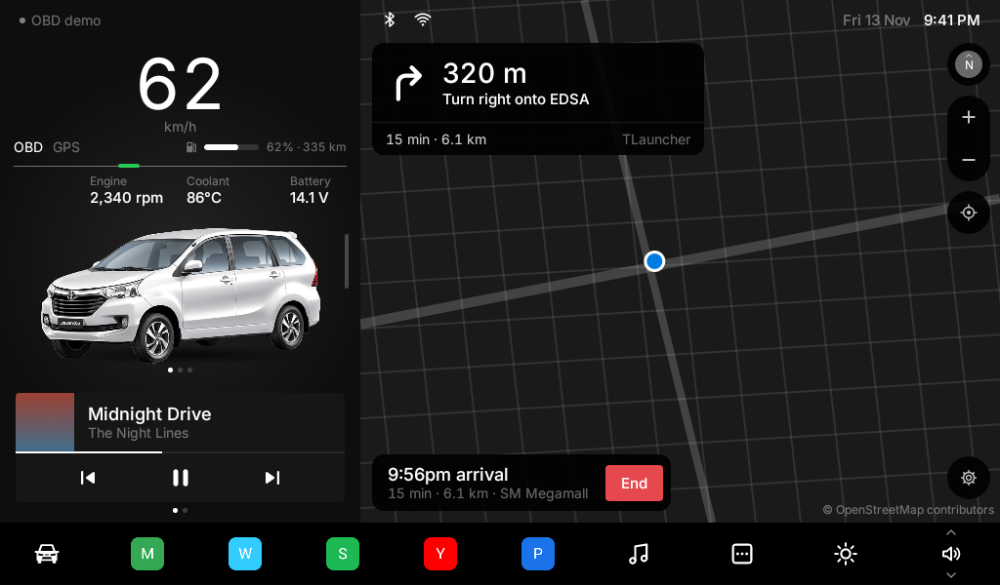 OBD demo
62
km/h
OBD GPS
62% · 335 km
Engine
2,340 rpm
Coolant
86°C
Battery
14.1 V
Midnight Drive
The Night Lines
Fri 13 Nov 9:41 PM
320 m
Turn right onto EDSA
15 min · 6.1 km
TLauncher
N
9:56pm arrival
15 min · 6.1 km · SM Megamall
End
© OpenStreetMap contributors
M
W
S
Y
P